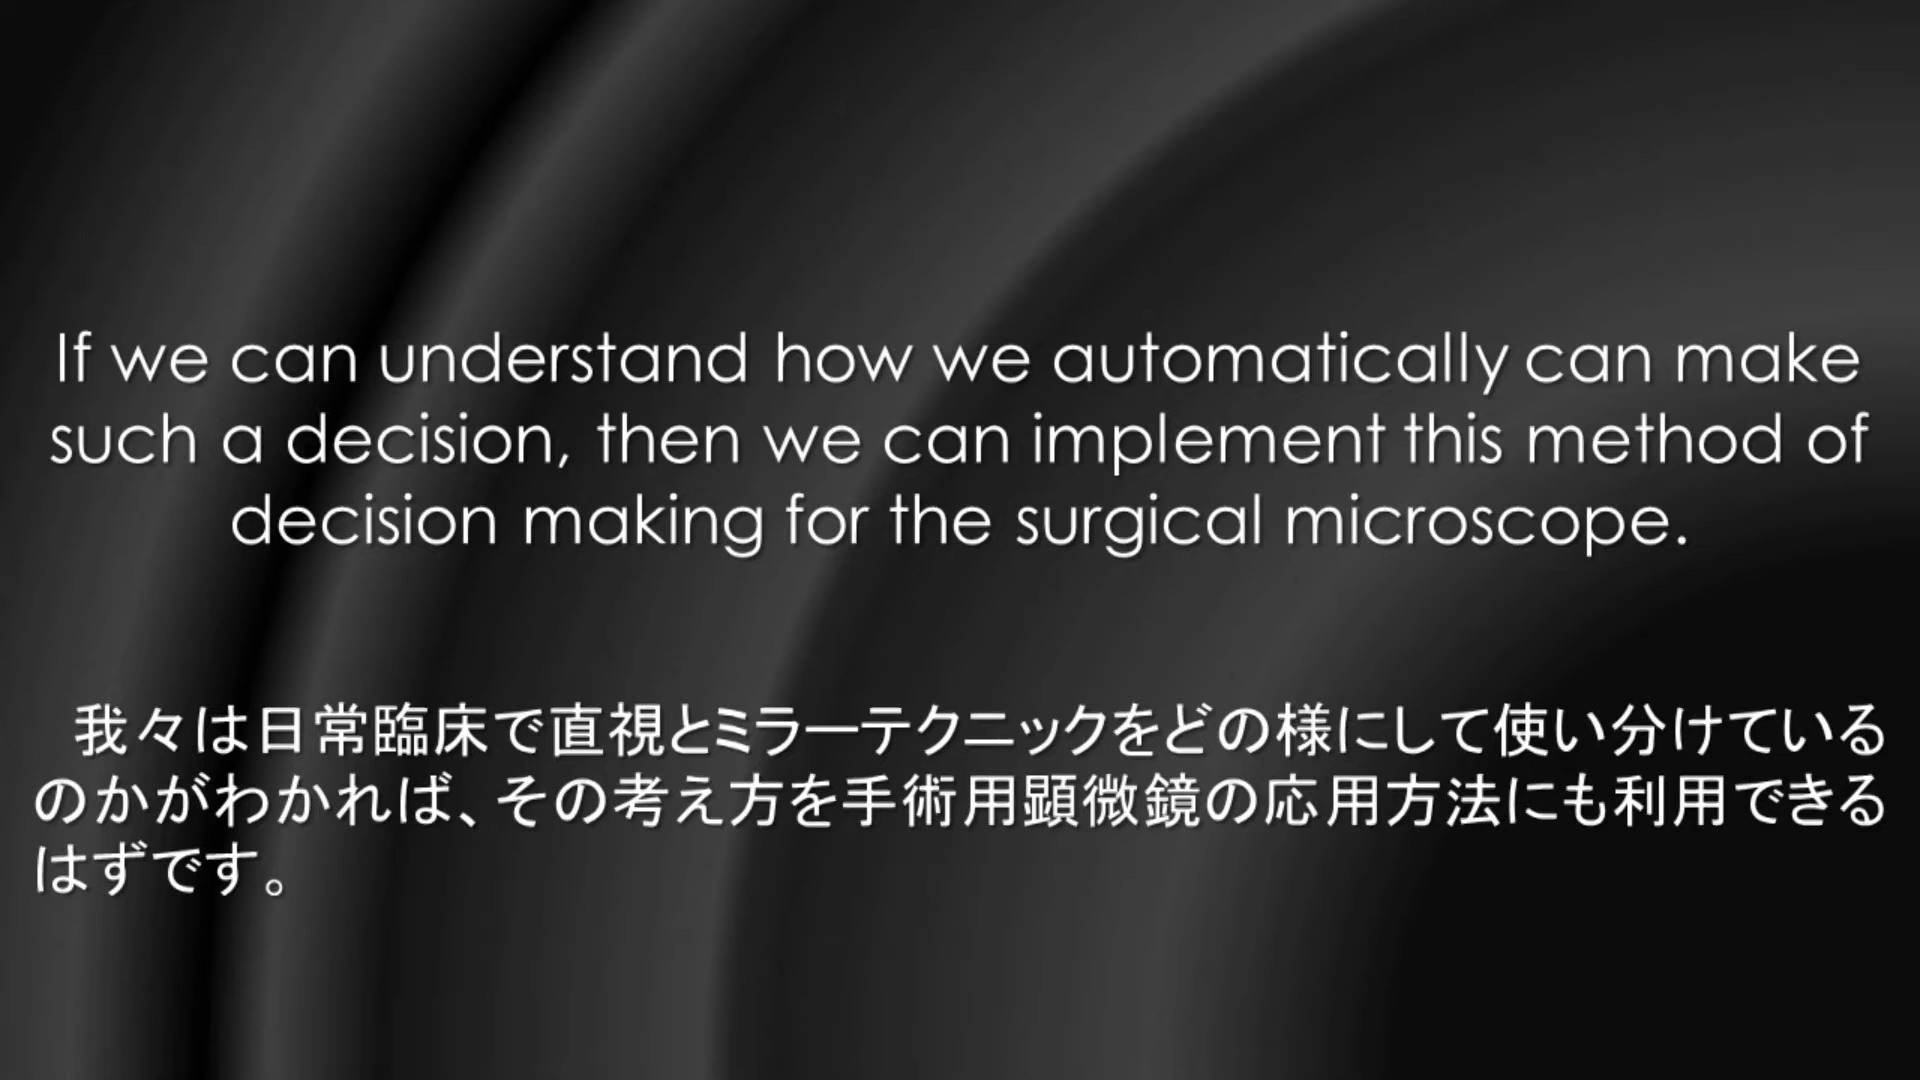 If we can understand how we automatically can make
such a decision, then we can implement this method of
decision making for the surgical microscope.
我々は日常臨床で直視とミラーテクニックをどの様にして使い分けている
のかがわかれば、その考え方を手術用顕微鏡の応用方法にも利用できる
はずです。